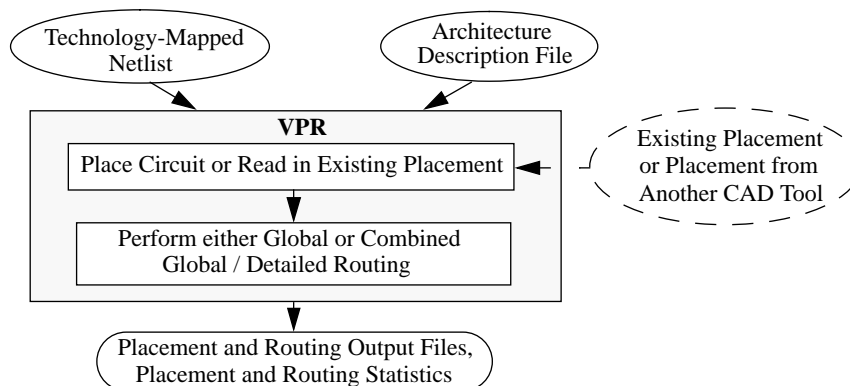 Technology-Mapped
Netlist
Architecture
Description File
VPR
Place Circuit or Read in Existing Placement
Existing Placement
or Placement from
Another CAD Tool
Perform either Global or Combined
Global / Detailed Routing
Placement and Routing Output Files,
Placement and Routing Statistics